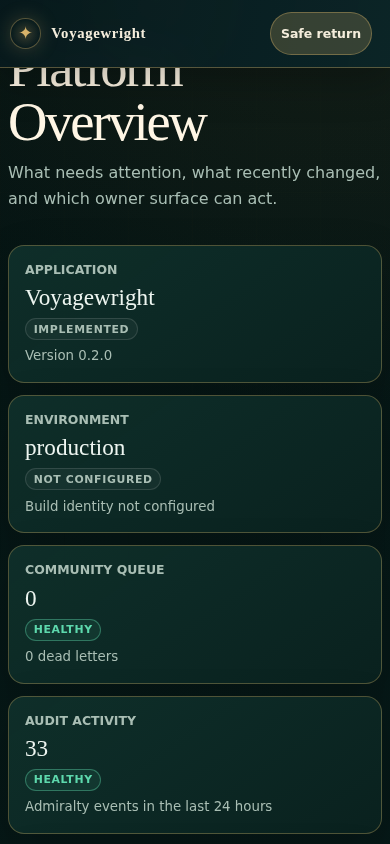 Voyagewright
Safe return
Platform
Overview
What needs attention, what recently changed,
and which owner surface can act.
APPLICATION
Voyagewright
IMPLEMENTED
Version 0.2.0
ENVIRONMENT
production
NOT CONFIGURED
Build identity not configured
COMMUNITY QUEUE
0
HEALTHY
0 dead letters
AUDIT ACTIVITY
33
HEALTHY
Admiralty events in the last 24 hours